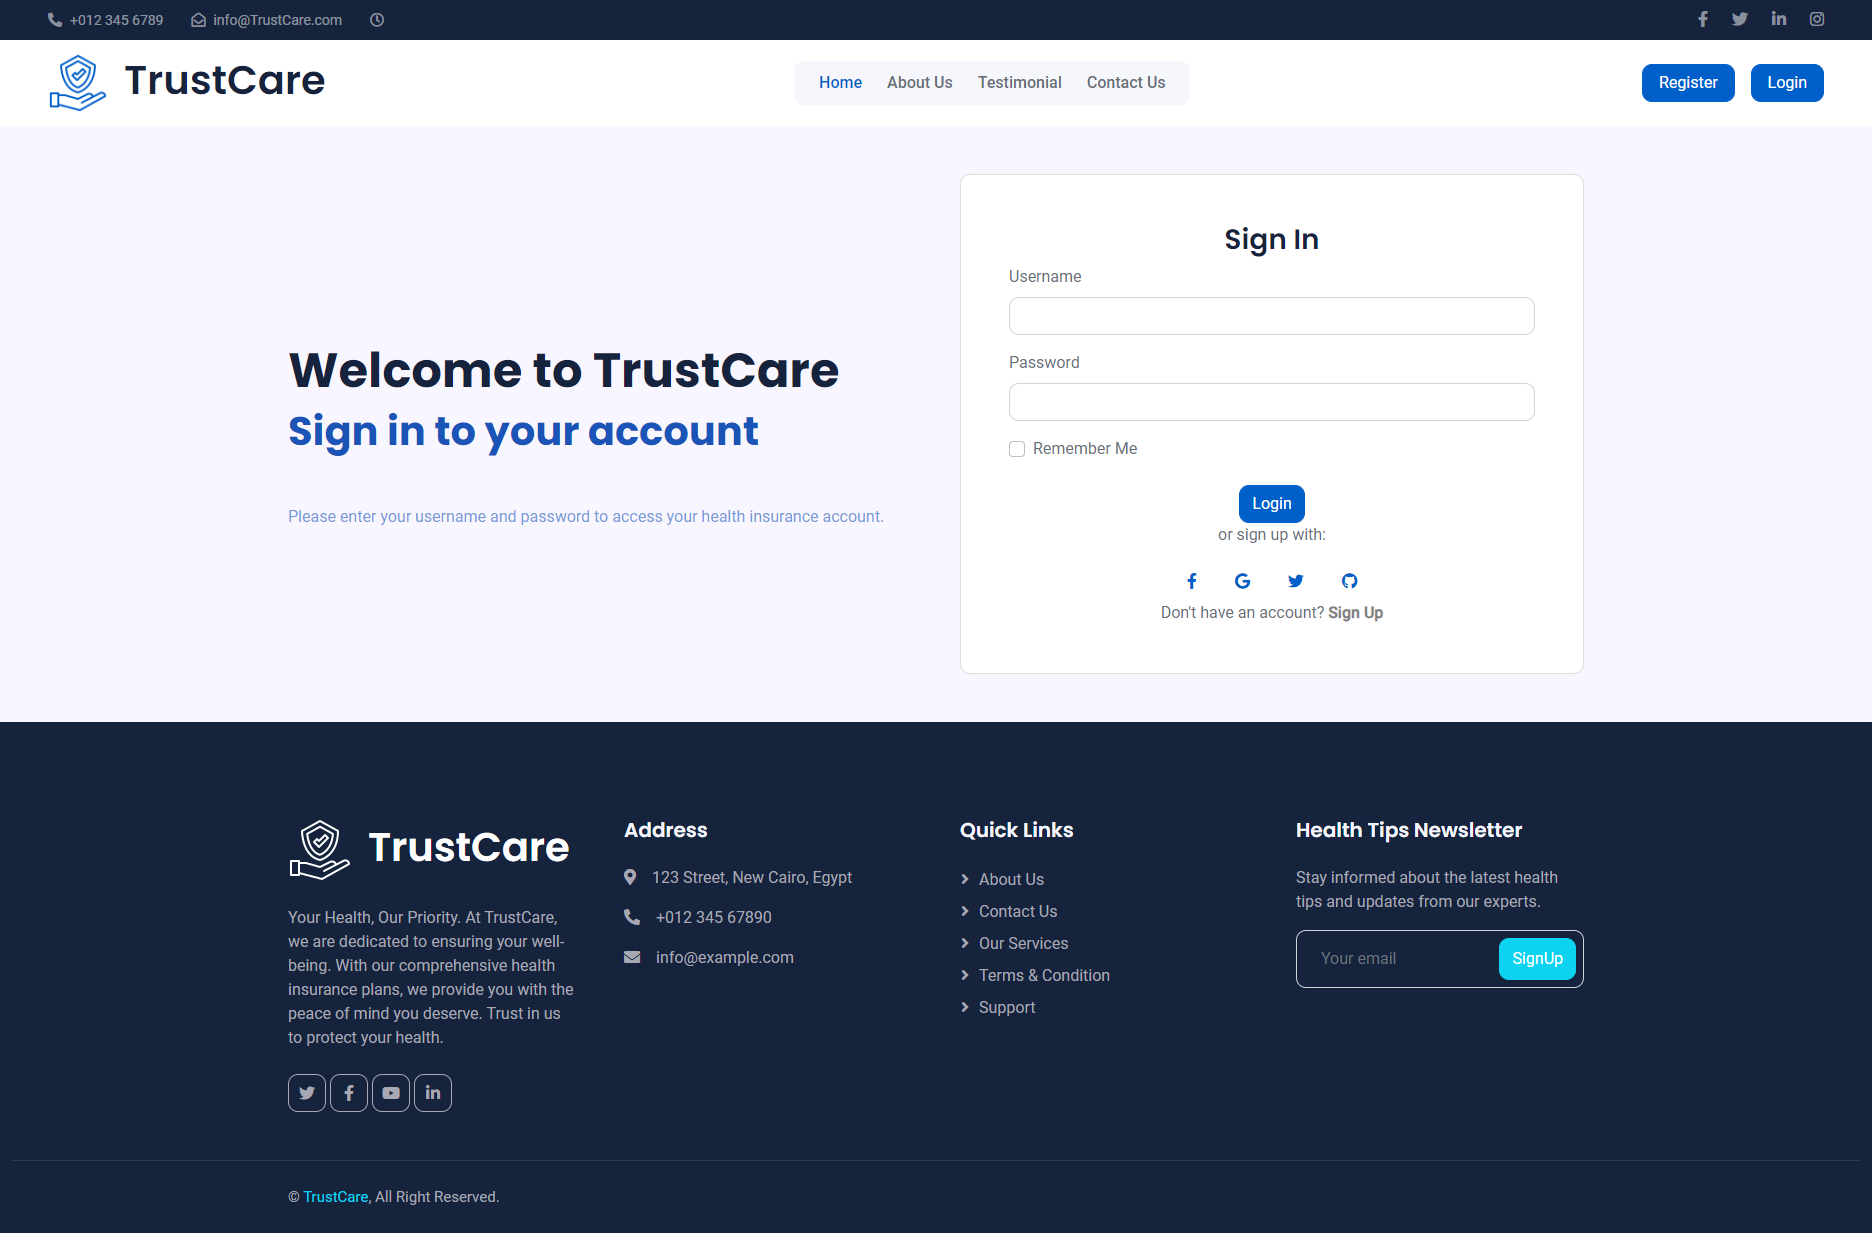 +012 345 6789
info@TrustCare.com
TrustCare
Home
About Us
Testimonial
Contact Us
Register
Login
Welcome to TrustCare
Sign in to your account
Please enter your username and password to access your health insurance account.
Sign In
Username
Password
Remember Me
Login
or sign up with:
Don't have an account? Sign Up
TrustCare
Your Health, Our Priority. At TrustCare,
we are dedicated to ensuring your well-
being. With our comprehensive health
insurance plans, we provide you with the
peace of mind you deserve. Trust in us
to protect your health.
Address
123 Street, New Cairo, Egypt
+012 345 67890
info@example.com
Quick Links
About Us
Contact Us
Our Services
Terms & Condition
Support
Health Tips Newsletter
Stay informed about the latest health
tips and updates from our experts.
Your email
SignUp
© TrustCare, All Right Reserved.